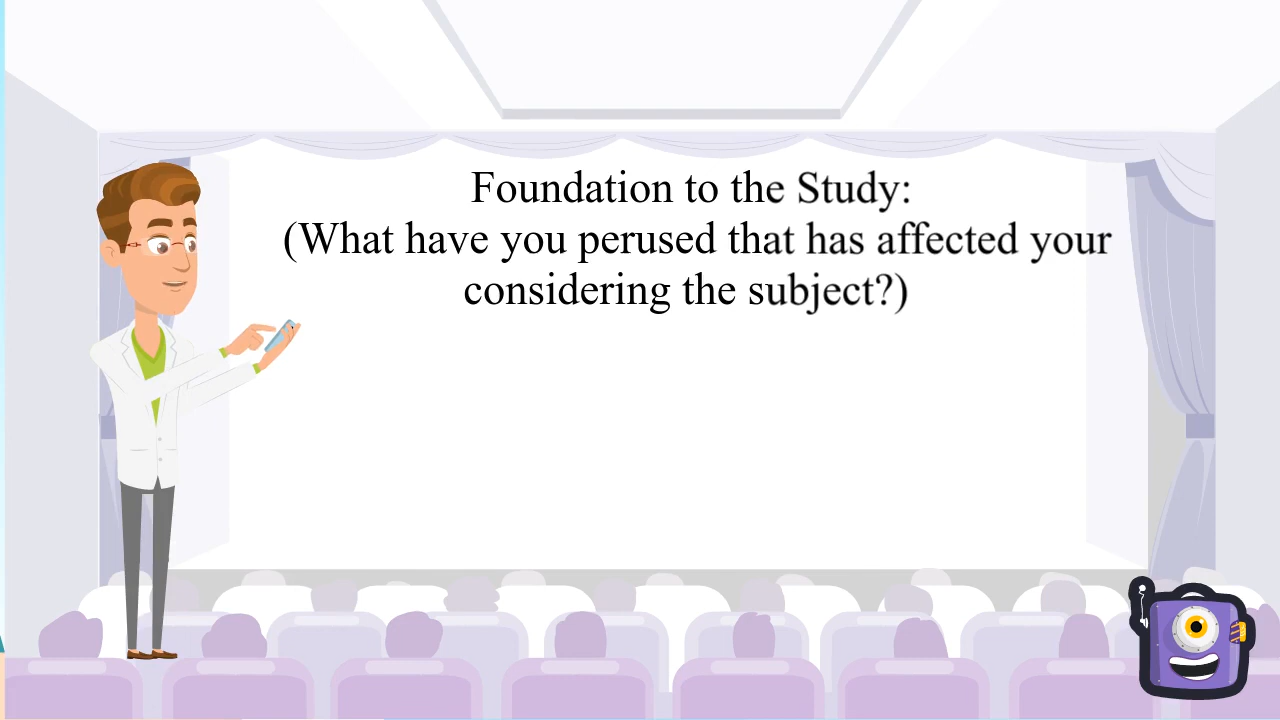 Foundation to the Study:
(What have you perused that has affected your
considering the subject?)